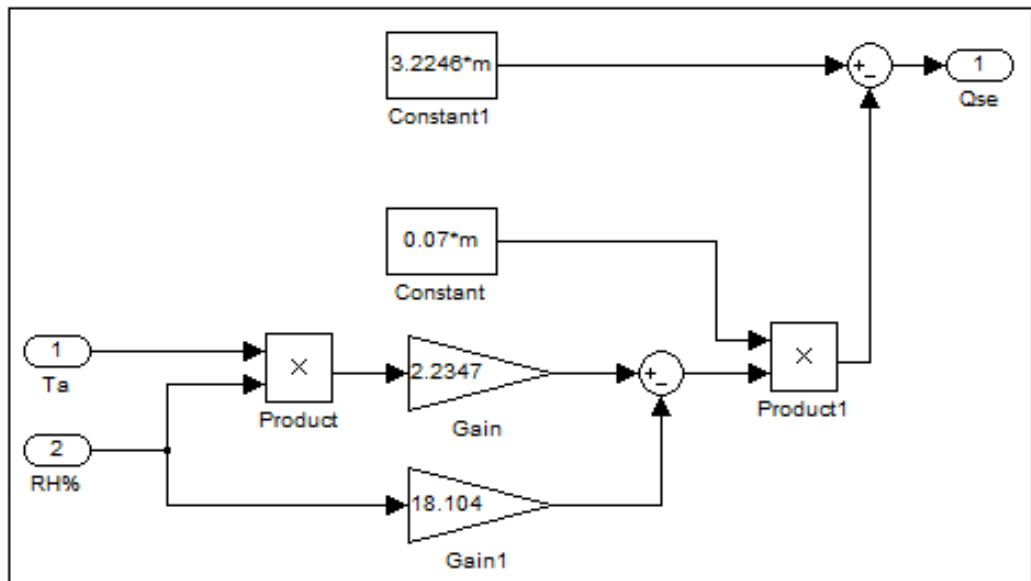 3.2246*m
Constant1
+
−
1
Qse
0.07*m
Constant
1
Ta
×
Product
2.2347
Gain
+
−
×
Product1
2
RH%
18.104
Gain1